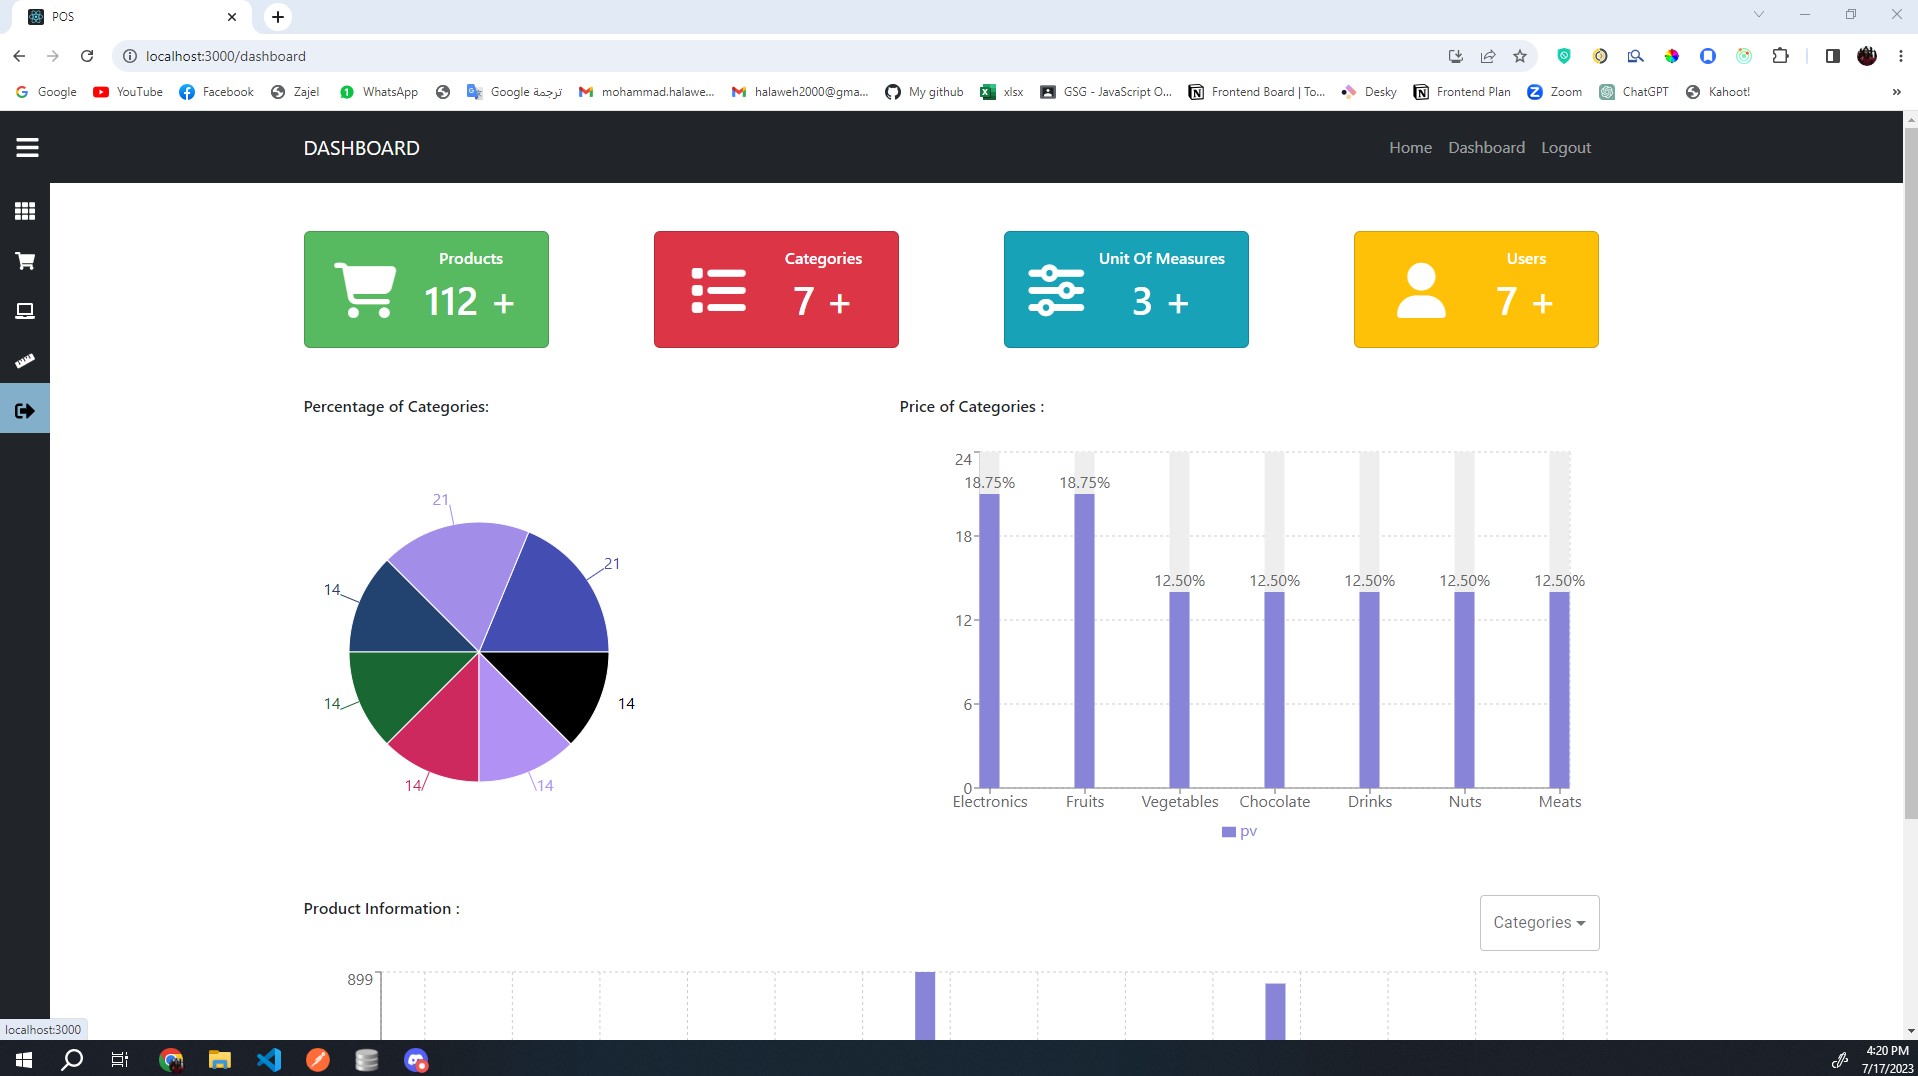 POS
localhost:3000/dashboard
Google YouTube Facebook Zajel WhatsApp Google ترجمة mohammad.halawe... halaweh2000@gma... My github xlsx GSG - JavaScript O... Frontend Board | To... Desky Frontend Plan Zoom ChatGPT Kahoot! »
DASHBOARD Home Dashboard Logout
Products Categories Unit Of Measures Users
112 + 7 + 3 + 7 +
Percentage of Categories: Price of Categories :
21
21
14
14
14
14
14
24
18.75% 18.75%
18
12.50% 12.50% 12.50% 12.50% 12.50%
12
6
0
Electronics Fruits Vegetables Chocolate Drinks Nuts Meats
pv
Product Information : Categories
899
localhost:3000
4:20 PM
7/17/2023